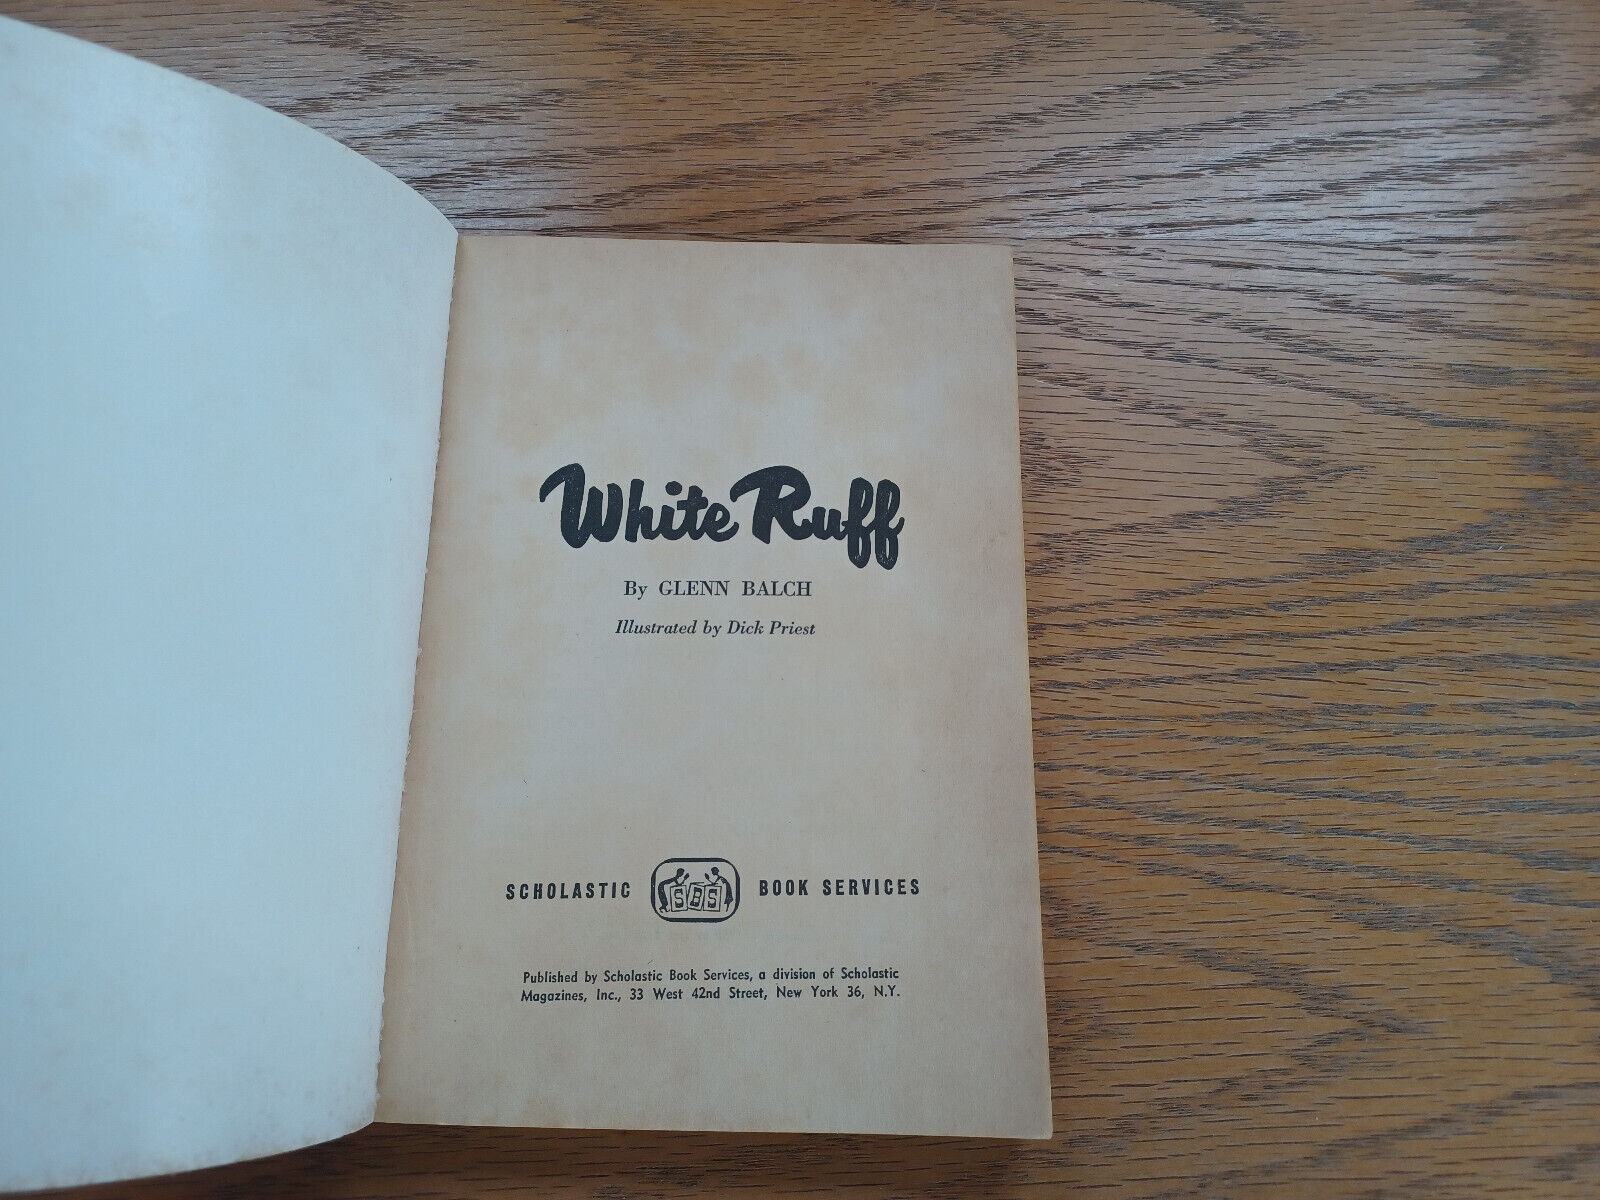 White Ruff
By GLENN BALCH
Illustrated by Dick Priest
SCHOLASTIC SBS BOOK SERVICES
Published by Scholastic Book Services, a division of Scholastic
Magazines, Inc., 33 West 42nd Street, New York 36, N.Y.